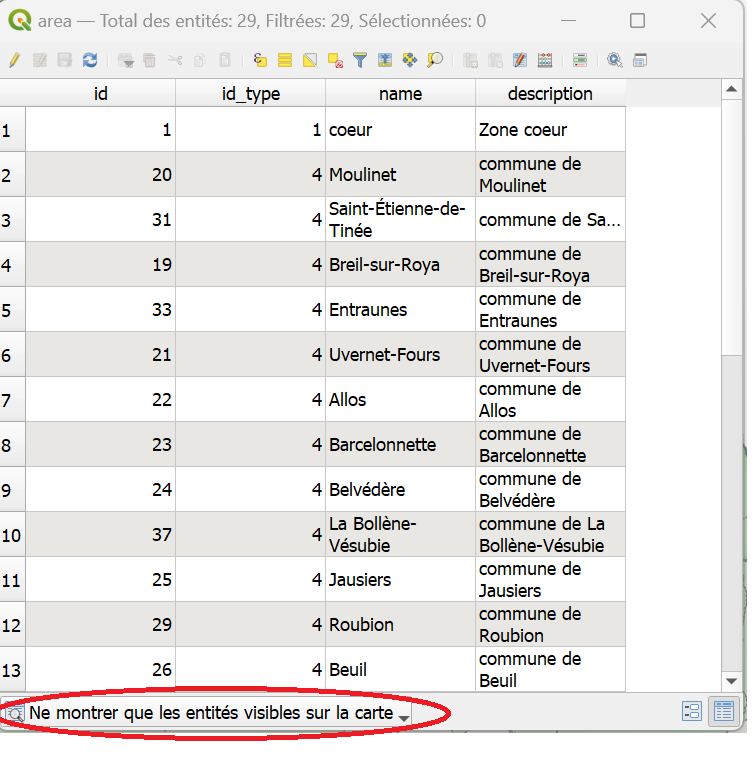 area — Total des entités: 29, Filtrées: 29, Sélectionnées: 0
id id_type name description
1 1 1 coeur Zone coeur
2 20 4 Moulinet commune de
Moulinet
3 31 4 Saint-Étienne-de-
Tinée commune de Sa...
4 19 4 Breil-sur-Roya commune de
Breil-sur-Roya
5 33 4 Entraunes commune de
Entraunes
6 21 4 Uvernet-Fours commune de
Uvernet-Fours
7 22 4 Allos commune de
Allos
8 23 4 Barcelonnette commune de
Barcelonnette
9 24 4 Belvédère commune de
Belvédère
10 37 4 La Bollène-
Vésubie commune de La
Bollène-Vésubie
11 25 4 Jausiers commune de
Jausiers
12 29 4 Roubion commune de
Roubion
13 26 4 Beuil commune de
Beuil
Ne montrer que les entités visibles sur la carte